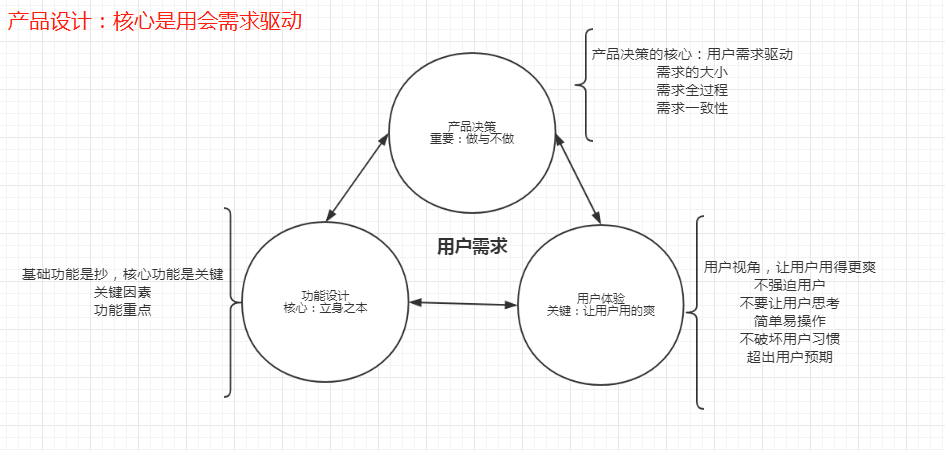 产品设计：核心是用会需求驱动
产品决策的核心：用户需求驱动
需求的大小
需求全过程
需求一致性
产品决策
重要：做与不做
用户需求
基础功能是抄，核心功能是关键
关键因素
功能重点
功能设计
核心：立身之本
用户体验
关键：让用户用的爽
用户视角，让用户用得更爽
不强迫用户
不要让用户思考
简单易操作
不破坏用户习惯
超出用户预期